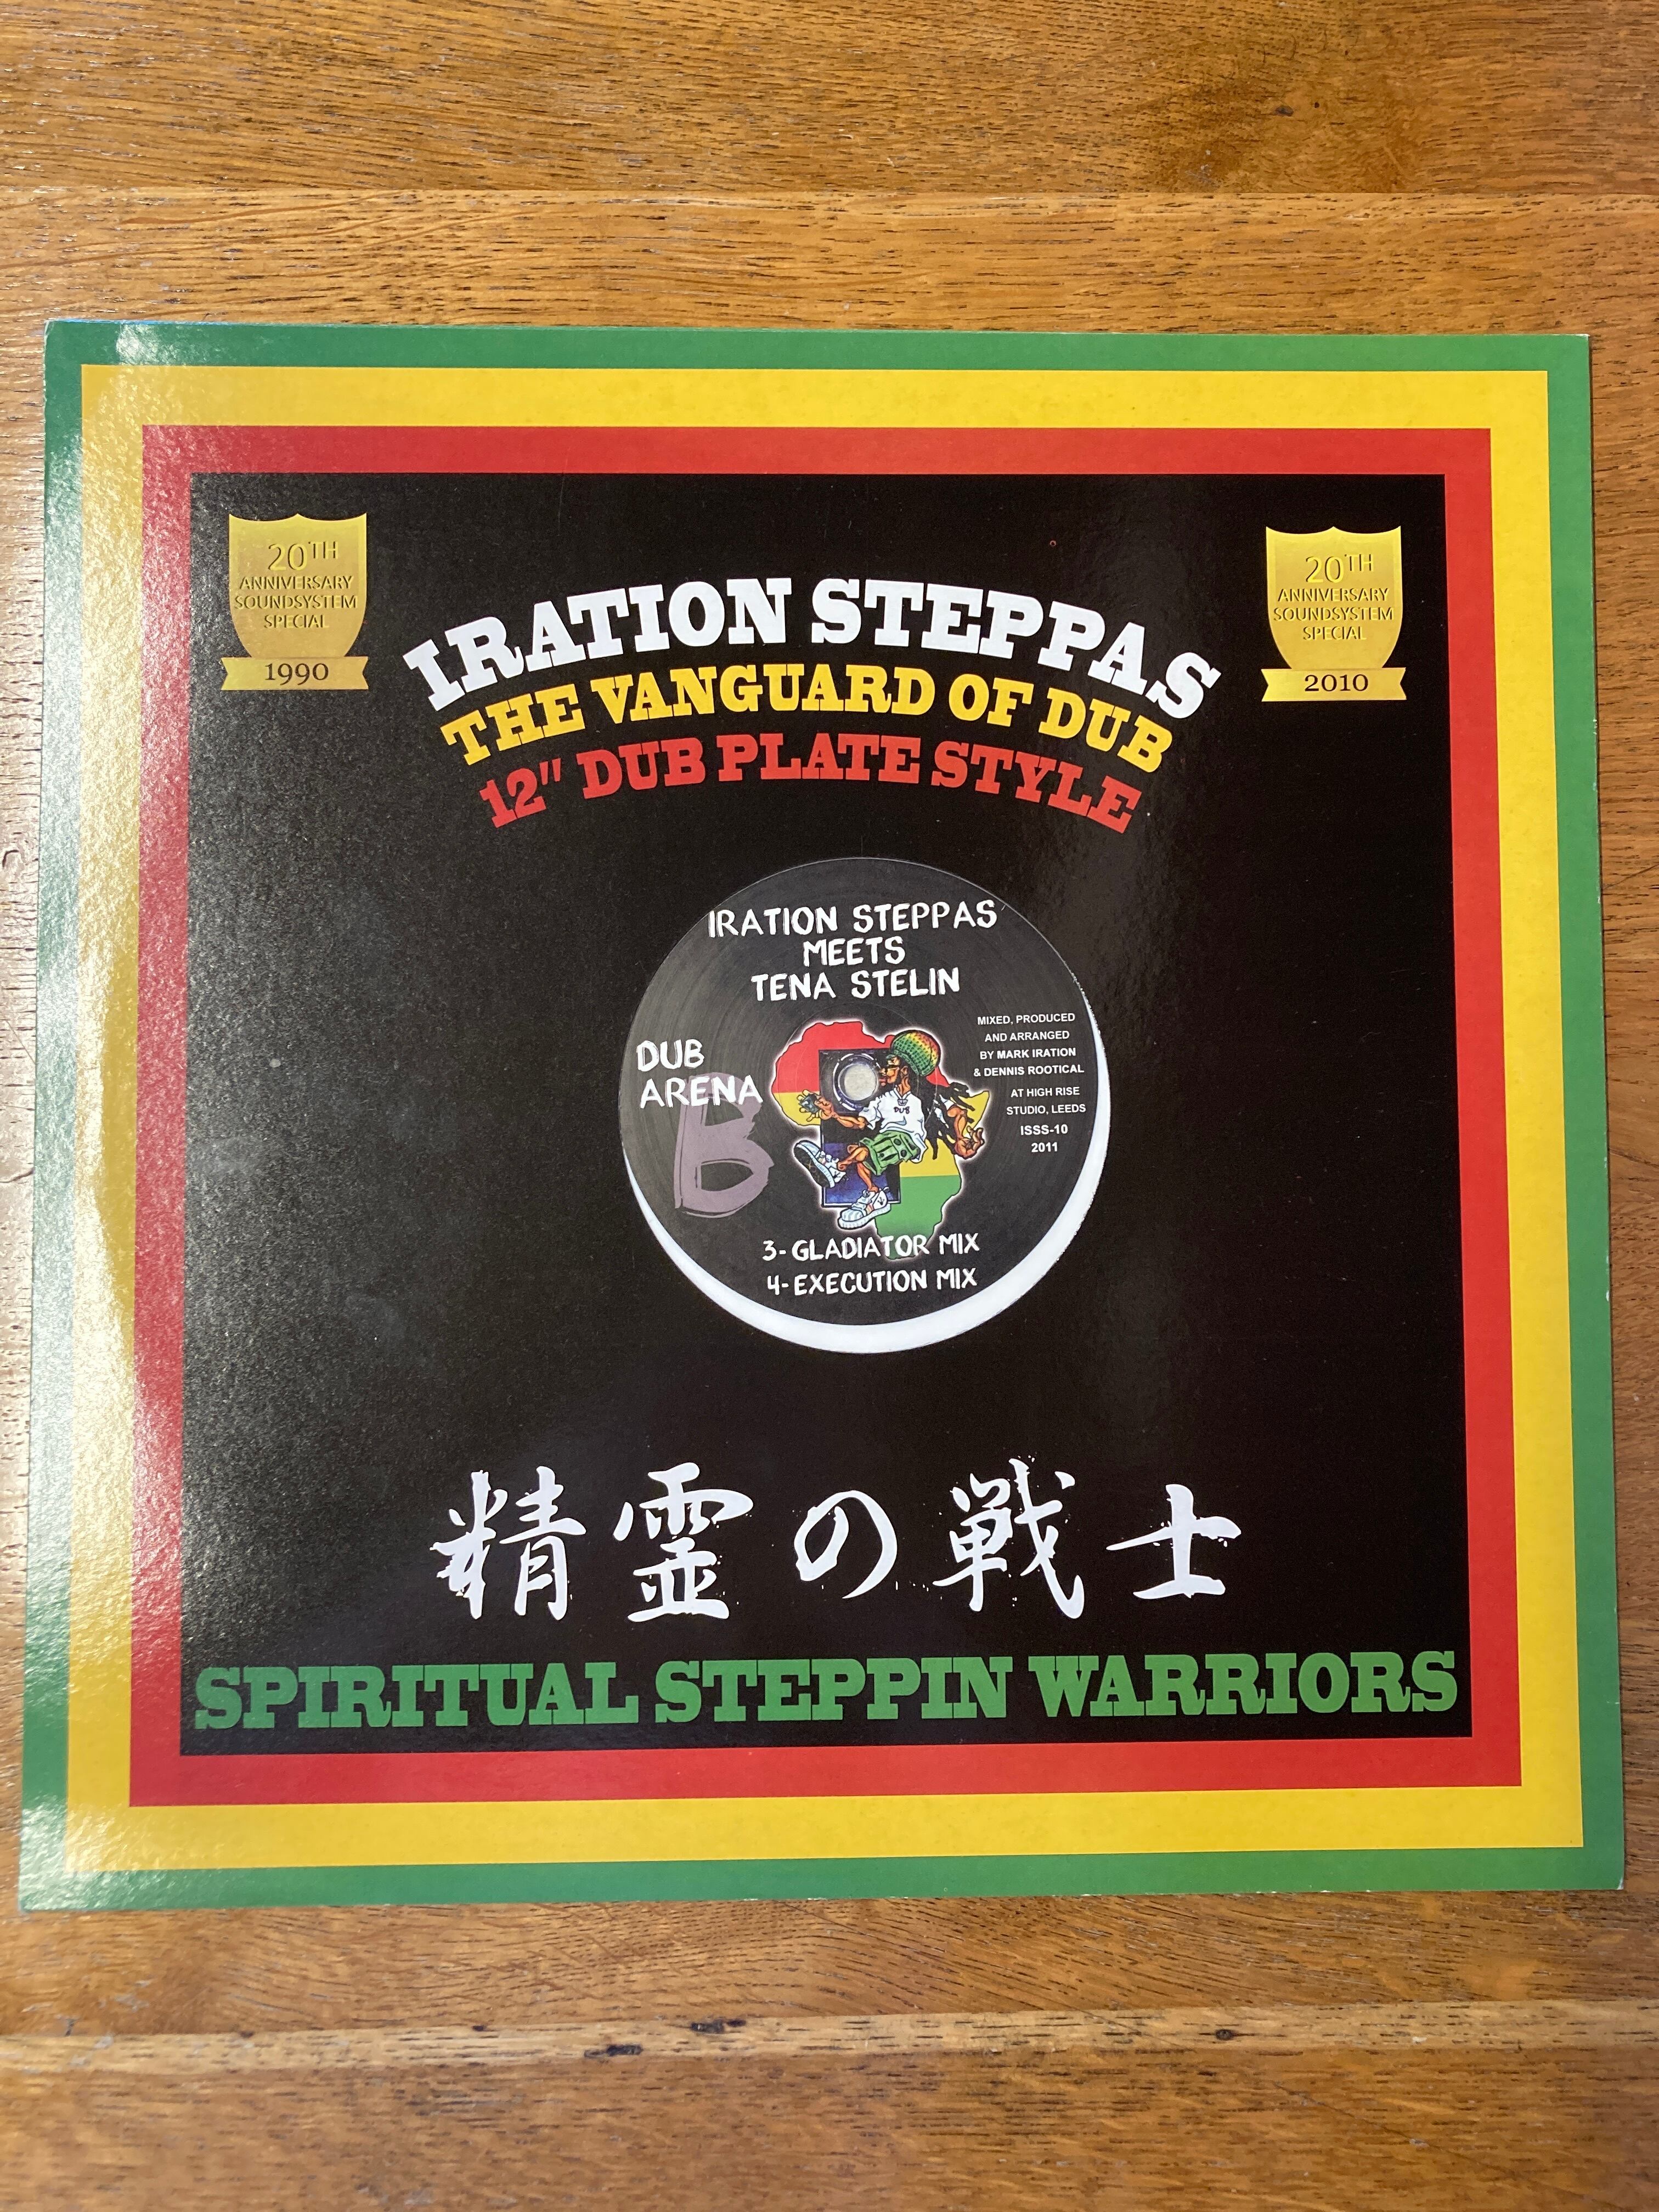 20TH
ANNIVERSARY
SOUNDSYSTEM
SPECIAL
1990
20TH
ANNIVERSARY
SOUNDSYSTEM
SPECIAL
2010
IRATION STEPPAS
THE VANGUARD OF DUB
12" DUB PLATE STYLE
IRATION STEPPAS
MEETS
TENA STELIN
DUB
ARENA
B
MIXED, PRODUCED
AND ARRANGED
BY MARK IRATION
& DENNIS ROOTICAL
AT HIGH RISE
STUDIO, LEEDS
ISSS-10
2011
DUB
3- GLADIATOR MIX
4- EXECUTION MIX
精霊の戦士
SPIRITUAL STEPPIN WARRIORS